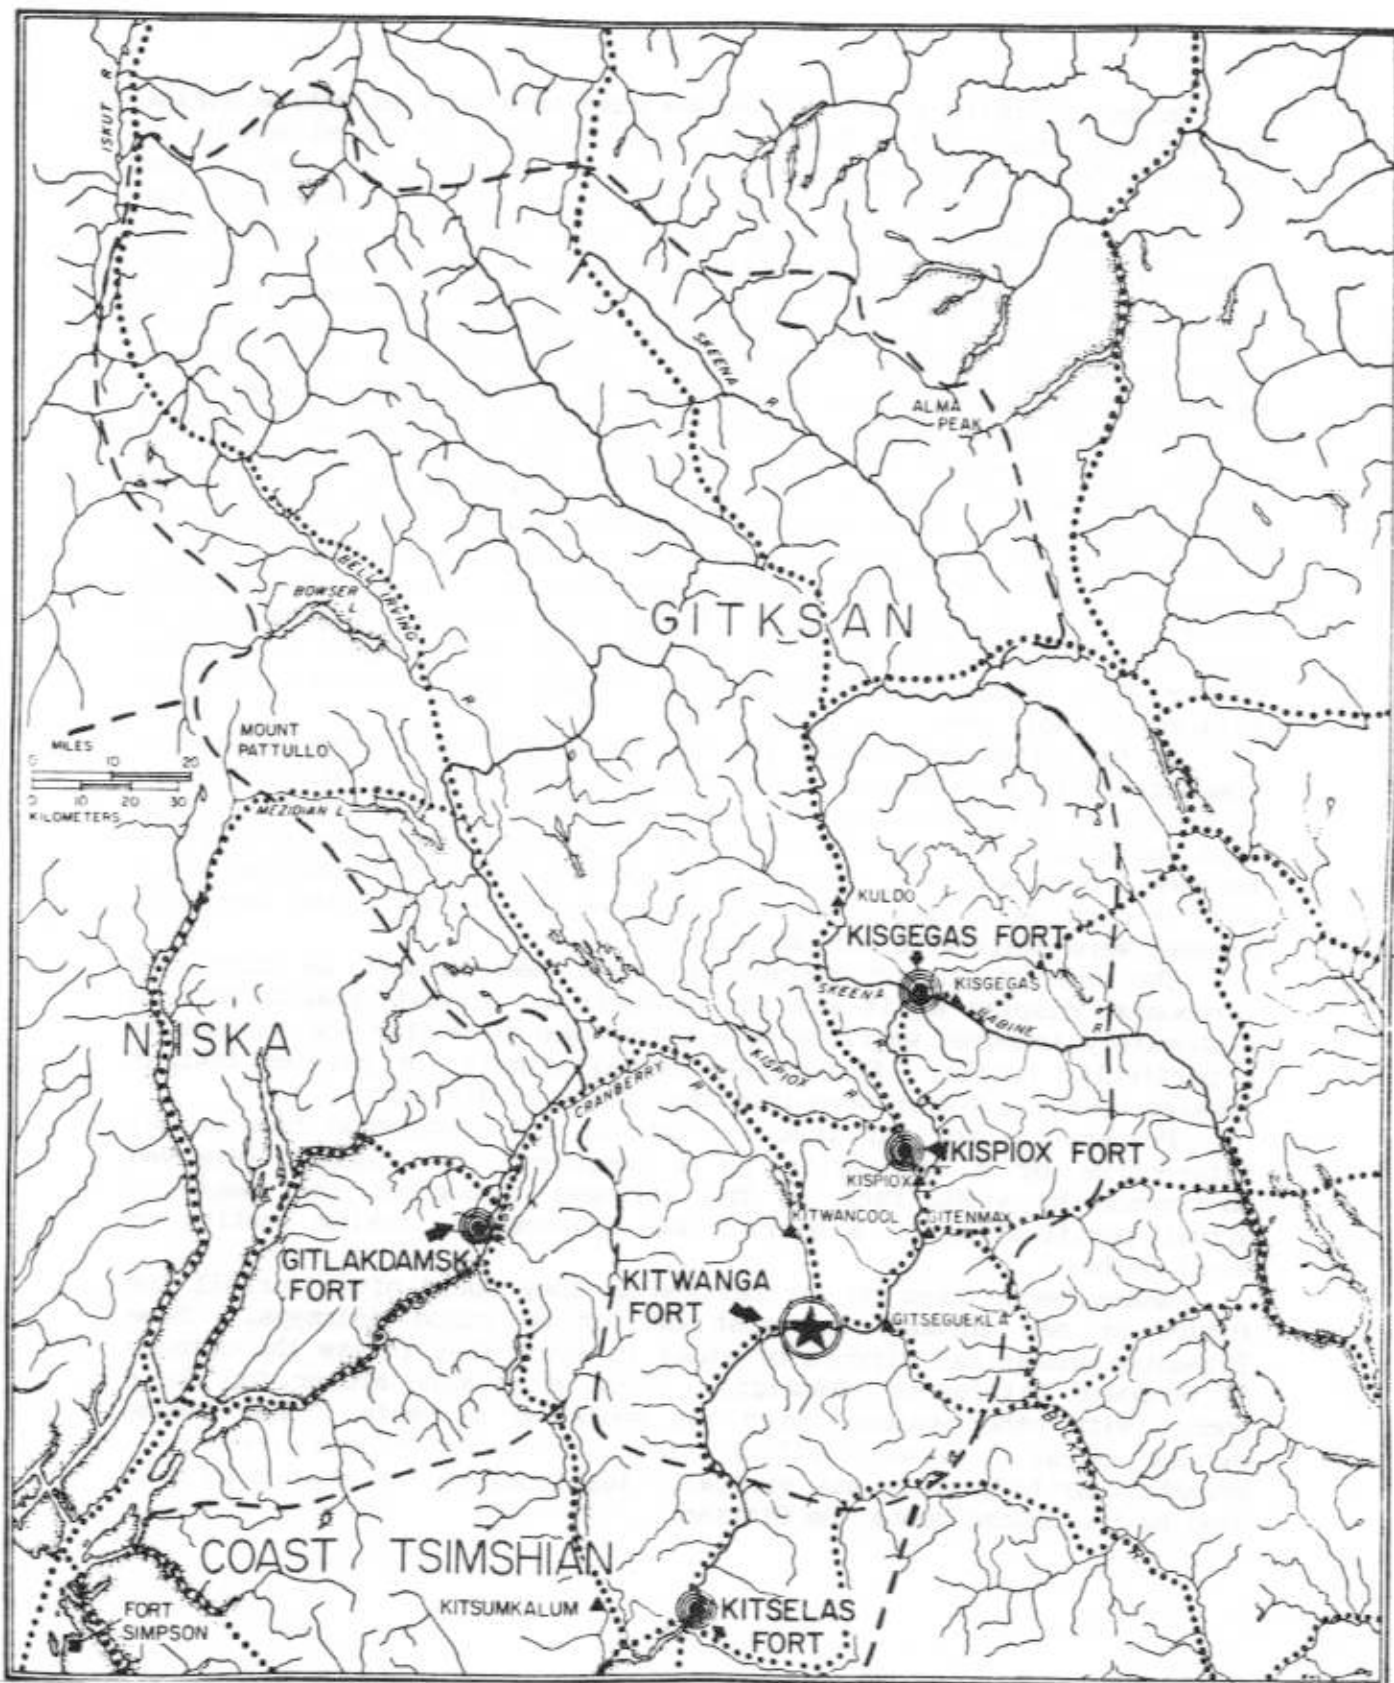 ISKUT R
SKEENA R.
ALMA
PEAK
BELL IRVING R
BOWSER
L
GITKSAN
MOUNT
PATTULLO
MILES
0 10 20
0 10 20 30
KILOMETERS
MEZIDIAN L
KULDO
KISGEGAS FORT
KISGEGAS
SKEENA R
BABINE R
NIISKA
KISPIOX R
CRANBERRY R
KISPIOX FORT
KISPIOX
KITWANCOOL
GITENMAX
GITLAKDAMSK
FORT
KITWANGA
FORT
GITSEGUEKLA
BULKLEY
COAST TSIMSHIAN
KITSUMKALUM
FORT
SIMPSON
KITSELAS
FORT